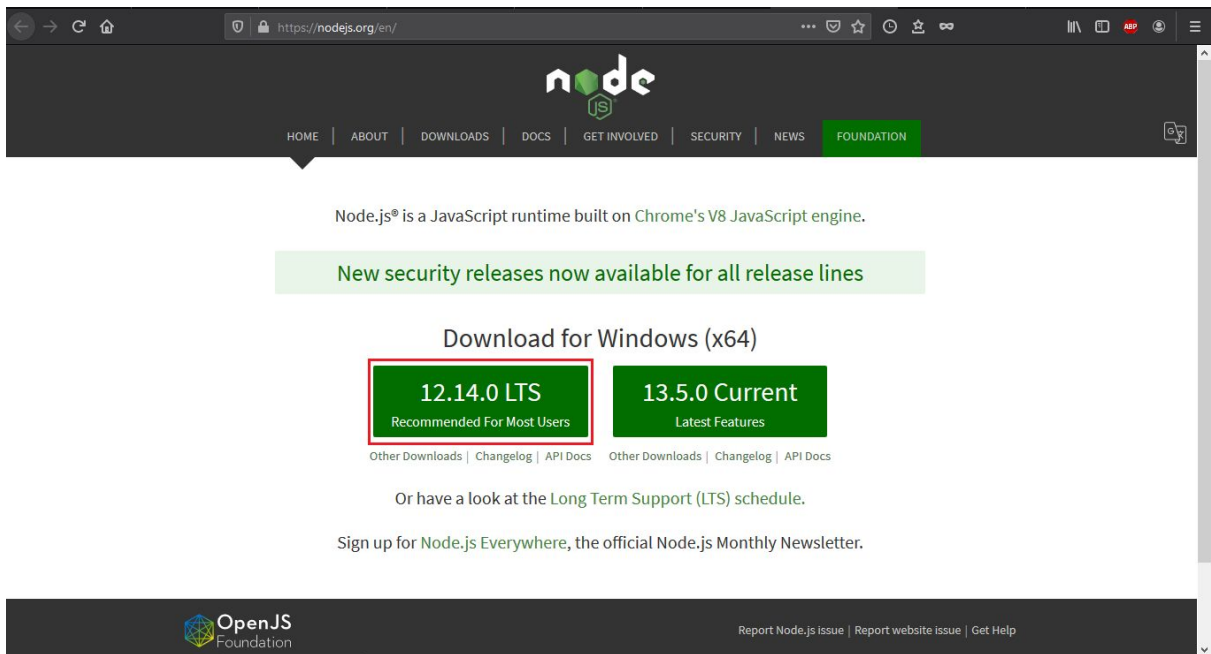 https://nodejs.org/en/
ABP
node
JS
HOME | ABOUT | DOWNLOADS | DOCS | GET INVOLVED | SECURITY | NEWS FOUNDATION
Node.js® is a JavaScript runtime built on Chrome's V8 JavaScript engine.
New security releases now available for all release lines
Download for Windows (x64)
12.14.0 LTS
Recommended For Most Users
13.5.0 Current
Latest Features
Other Downloads | Changelog | API Docs
Other Downloads | Changelog | API Docs
Or have a look at the Long Term Support (LTS) schedule.
Sign up for Node.js Everywhere, the official Node.js Monthly Newsletter.
OpenJS
Foundation
Report Node.js issue | Report website issue | Get Help